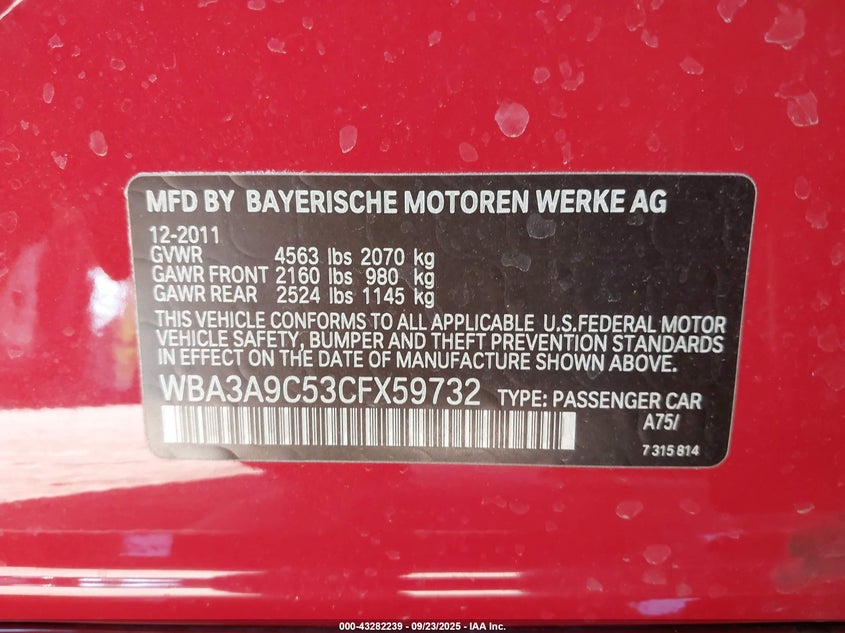 MFD BY BAYERISCHE MOTOREN WERKE AG
12-2011
GVWR 4563 lbs 2070 kg
GAWR FRONT 2160 lbs 980 kg
GAWR REAR 2524 lbs 1145 kg
THIS VEHICLE CONFORMS TO ALL APPLICABLE U.S.FEDERAL MOTOR
VEHICLE SAFETY, BUMPER AND THEFT PREVENTION STANDARDS
IN EFFECT ON THE DATE OF MANUFACTURE SHOWN ABOVE.
WBA3A9C53CFX59732 TYPE: PASSENGER CAR
A75/
7 315 814
000-43282239 - 09/23/2025 - IAA Inc.